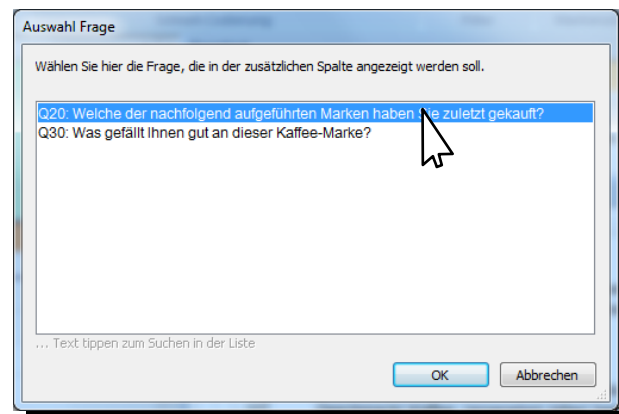 Auswahl Frage
Wählen Sie hier die Frage, die in der zusätzlichen Spalte angezeigt werden soll.
Q20: Welche der nachfolgend aufgeführten Marken haben Sie zuletzt gekauft?
Q30: Was gefällt Ihnen gut an dieser Kaffee-Marke?
... Text tippen zum Suchen in der Liste
OK Abbrechen